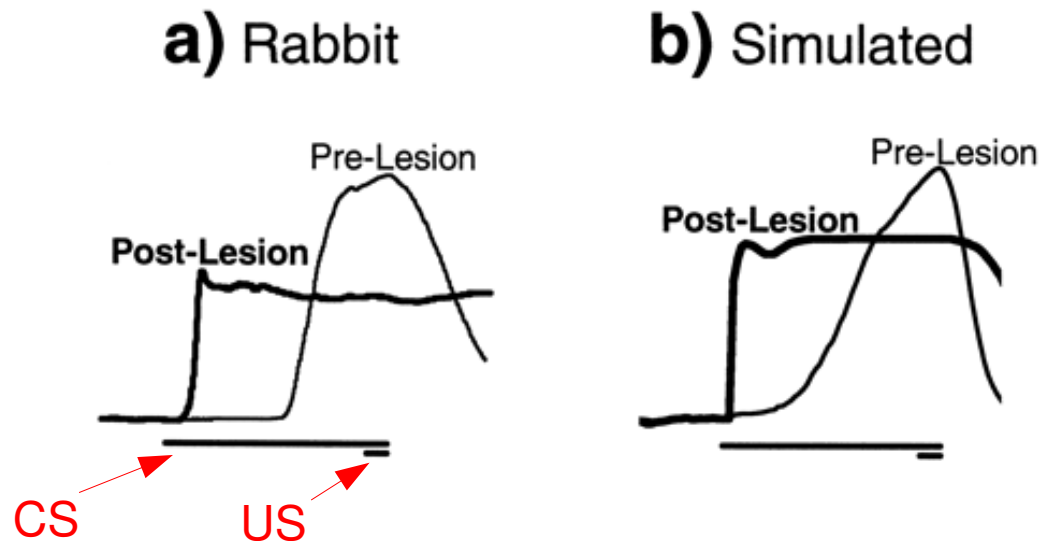 a) Rabbit
b) Simulated
Pre-Lesion
Post-Lesion
Pre-Lesion
Post-Lesion
CS
US